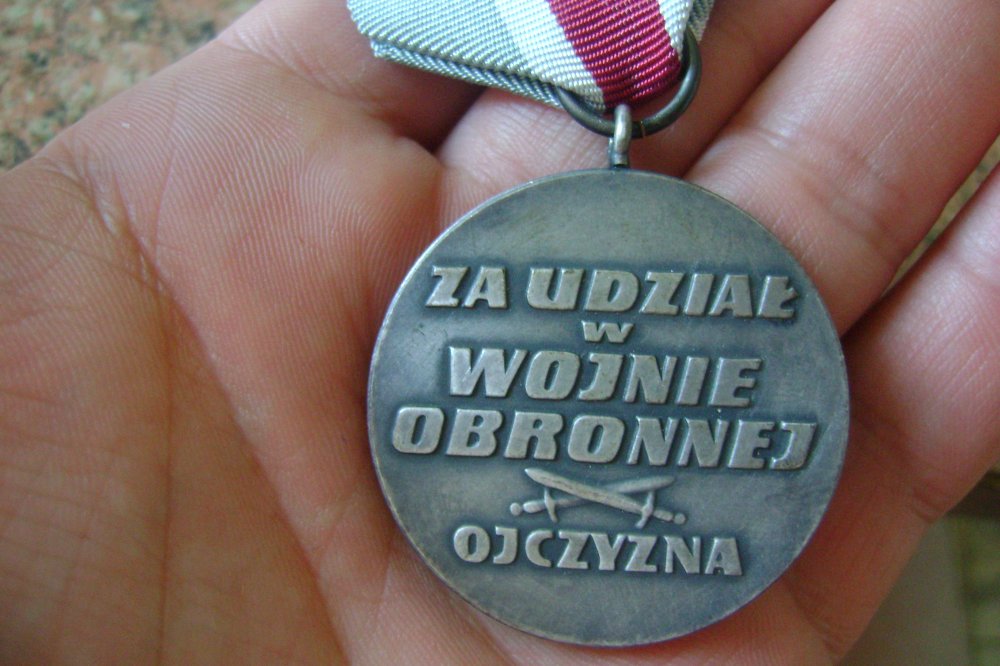 ZA UDZIAŁ
W
WOJNIE
OBRONNEJ
OJCZYZNA